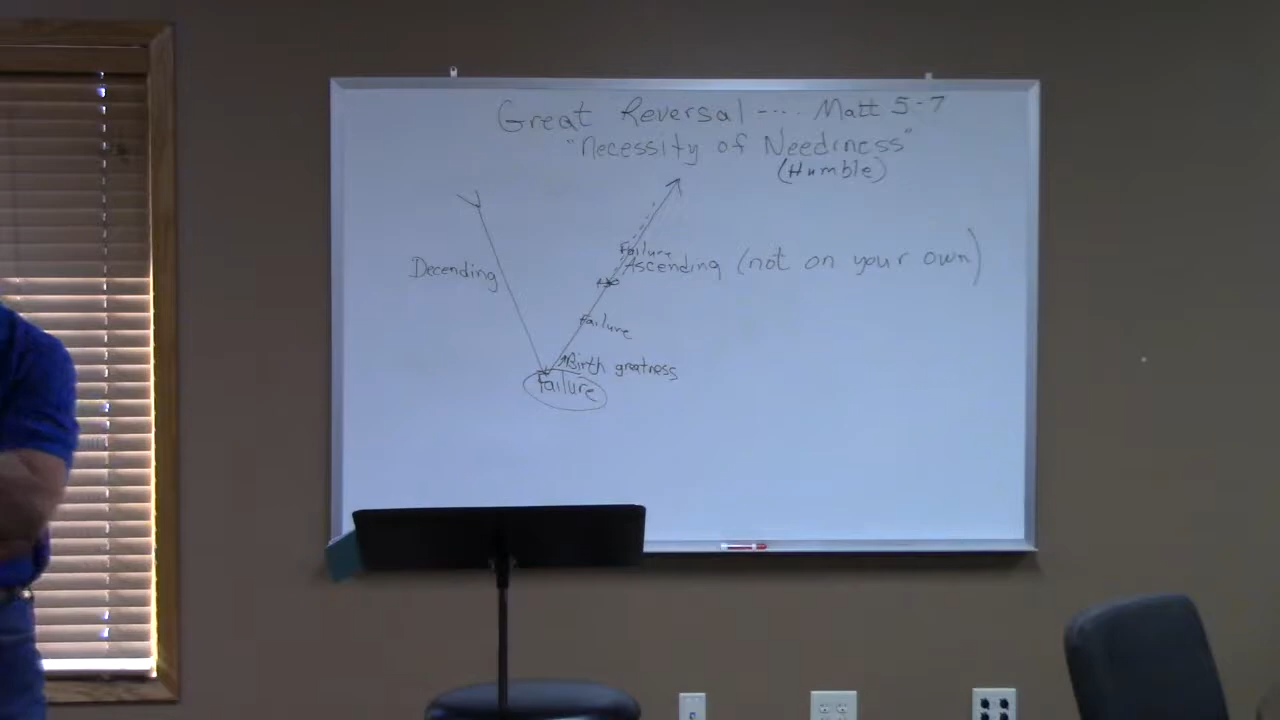 Great Reversal ---- Matt 5-7
"Necessity of Neediness"
(Humble)
Failure
Decending
Ascending (not on your own)
Failure
Birth greatness
Failure